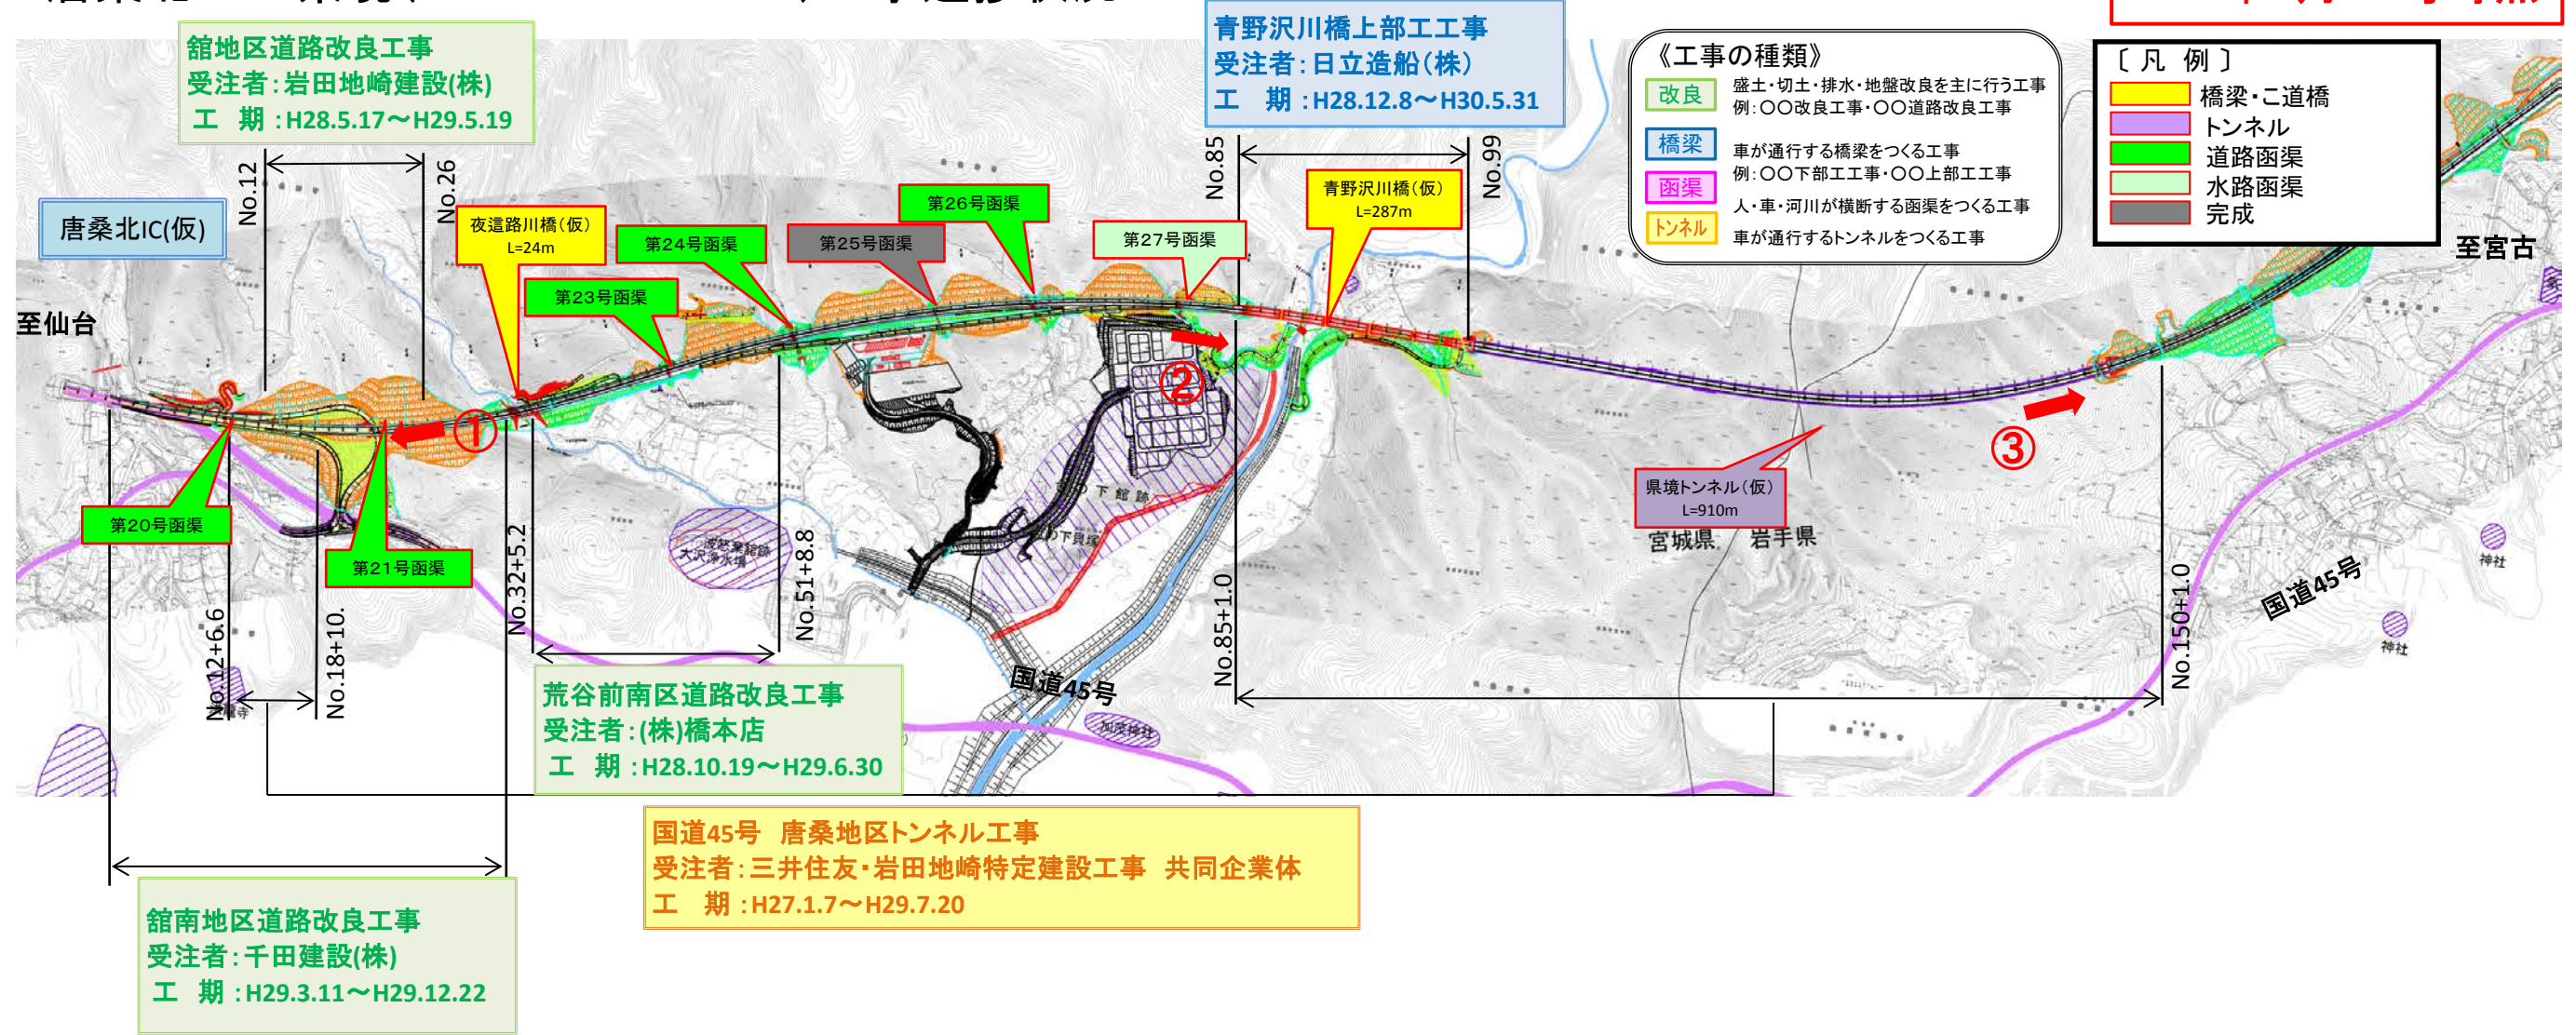 舘地区道路改良工事
受注者：岩田地崎建設(株)
工　期：H28.5.17～H29.5.19
青野沢川橋上部工工事
受注者：日立造船（株）
工　期：H28.12.8～H30.5.31
《工事の種類》
改良
盛土・切土・排水・地盤改良を主に行う工事
例：〇〇改良工事・〇〇道路改良工事
橋梁
車が通行する橋梁をつくる工事
例：〇〇下部工工事・〇〇上部工工事
函渠
人・車・河川が横断する函渠をつくる工事
トンネル
車が通行するトンネルをつくる工事
〔 凡　例 〕
橋梁・こ道橋
トンネル
道路函渠
水路函渠
完成
至宮古
No.12
No.26
No.85
No.99
唐桑北IC(仮)
夜這路川橋（仮）
L=24m
第24号函渠
第23号函渠
第25号函渠
第26号函渠
第27号函渠
青野沢川橋（仮）
L=287m
至仙台
①
②
③
第20号函渠
第21号函渠
県境トンネル（仮）
L=910m
宮城県
岩手県
大沢浄水場
下館跡
の下貝塚
神社
神社
加茂神社
国道45号
国道45号
No.12+6.6
No.18+10.
No.32+5.2
No.51+8.8
No.85+1.0
No.150+1.0
荒谷前南区道路改良工事
受注者：(株)橋本店
工　期：H28.10.19～H29.6.30
国道45号　唐桑地区トンネル工事
受注者：三井住友・岩田地崎特定建設工事　共同企業体
工　期：H27.1.7～H29.7.20
舘南地区道路改良工事
受注者：千田建設(株)
工　期：H29.3.11～H29.12.22